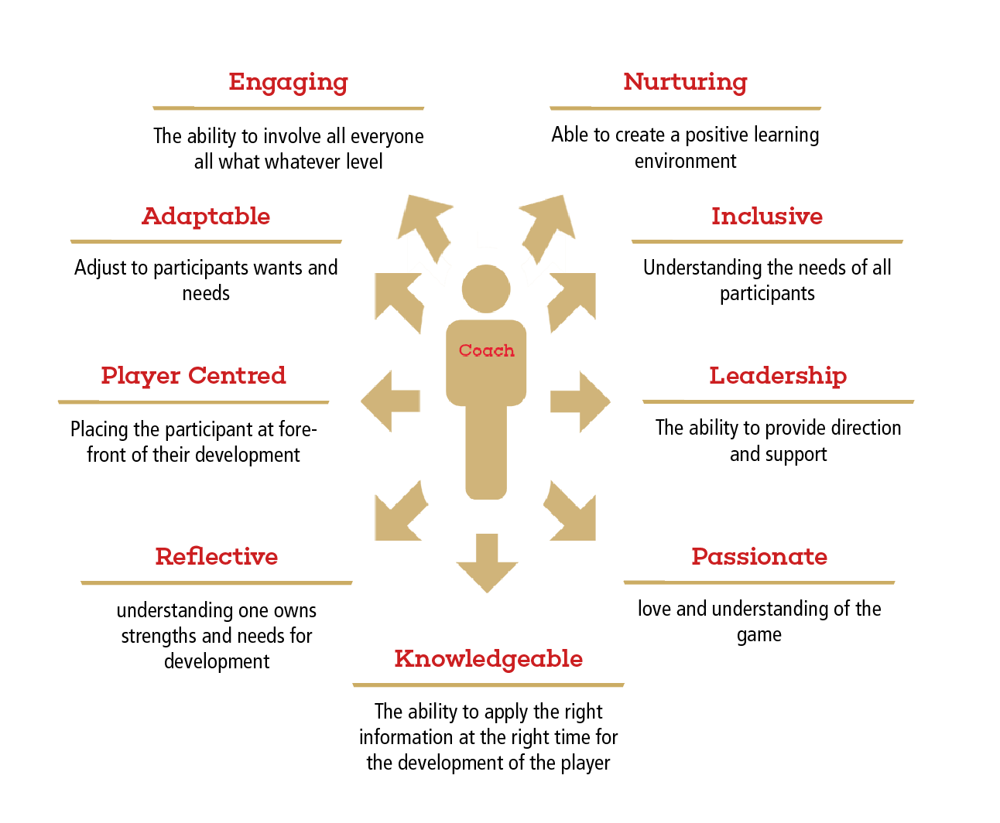 Engaging
The ability to involve all everyone
all what whatever level
Nurturing
Able to create a positive learning
environment
Adaptable
Adjust to participants wants and
needs
Inclusive
Understanding the needs of all
participants
Coach
Player Centred
Placing the participant at fore-
front of their development
Leadership
The ability to provide direction
and support
Reflective
understanding one owns
strengths and needs for
development
Passionate
love and understanding of the
game
Knowledgeable
The ability to apply the right
information at the right time for
the development of the player